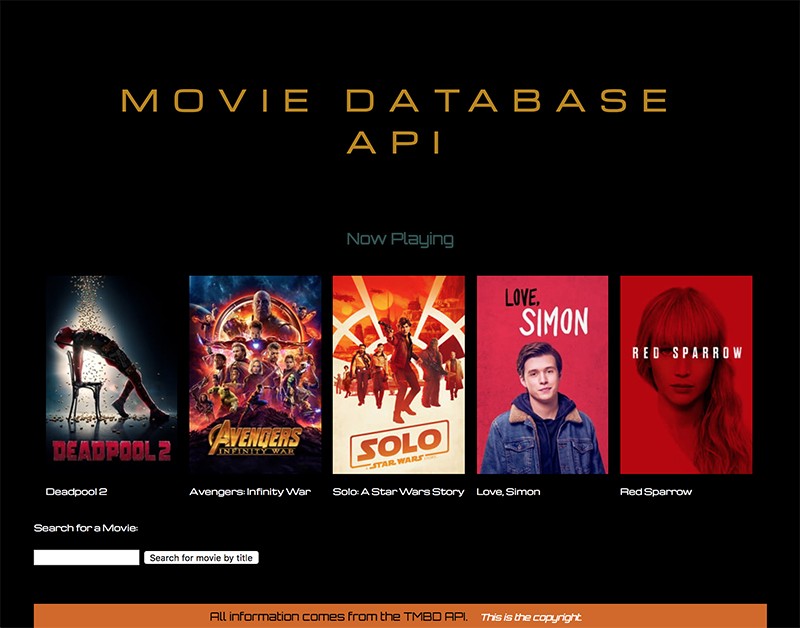 MOVIE DATABASE
API
Now Playing
DEADPOOL 2
AVENGERS
INFINITY WAR
SOLO
A STAR WARS STORY
LOVE,
SIMON
RED SPARROW
Deadpool 2
Avengers: Infinity War
Solo: A Star Wars Story
Love, Simon
Red Sparrow
Search for a Movie:
Search for movie by title
All information comes from the TMBD API. This is the copyright.